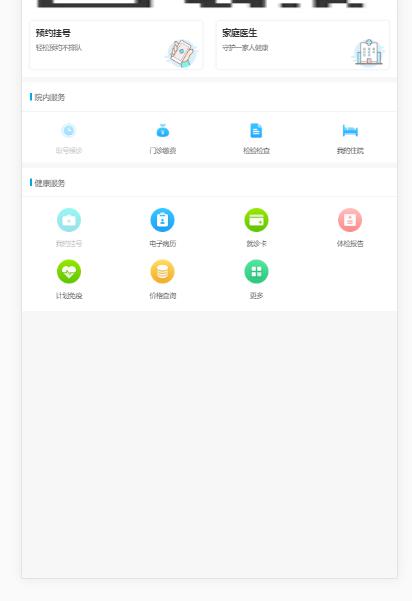 预约挂号
轻松预约不排队
家庭医生
守护一家人健康
院内服务
取号候诊
门诊缴费
检验检查
我的住院
健康服务
我的挂号
电子病历
就诊卡
体检报告
计划免疫
价格查询
更多